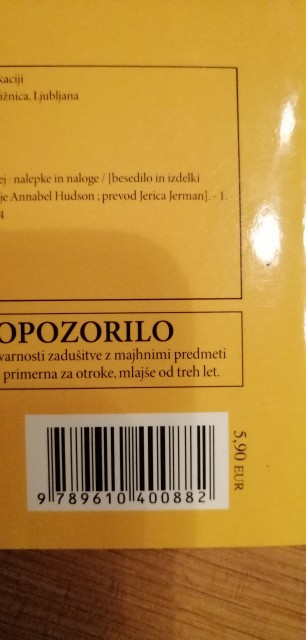 kaciji
ižnica, Ljubljana
ej : nalepke in naloge / [besedilo in izdelki
je Annabel Hudson ; prevod Jerica Jerman]. - 1.
4
OPOZORILO
varnosti zadušitve z majhnimi predmeti
primerna za otroke, mlajše od treh let.
9 789610 400882
5,90 EUR